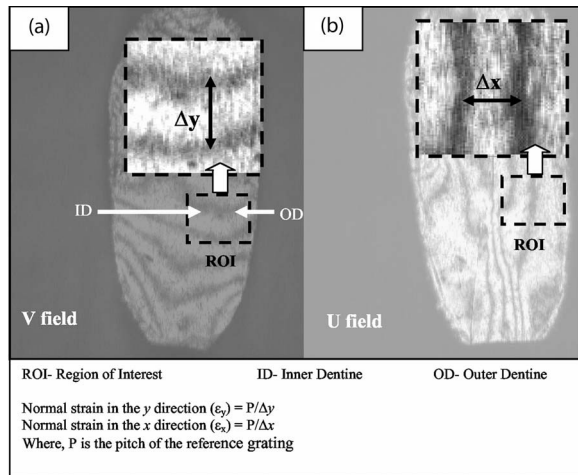 (a)
(b)
Δy
Δx
ID
OD
ROI
ROI
V field
U field
ROI- Region of Interest ID- Inner Dentine OD- Outer Dentine
Normal strain in the y direction (εy) = P/Δy
Normal strain in the x direction (εx) = P/Δx
Where, P is the pitch of the reference grating